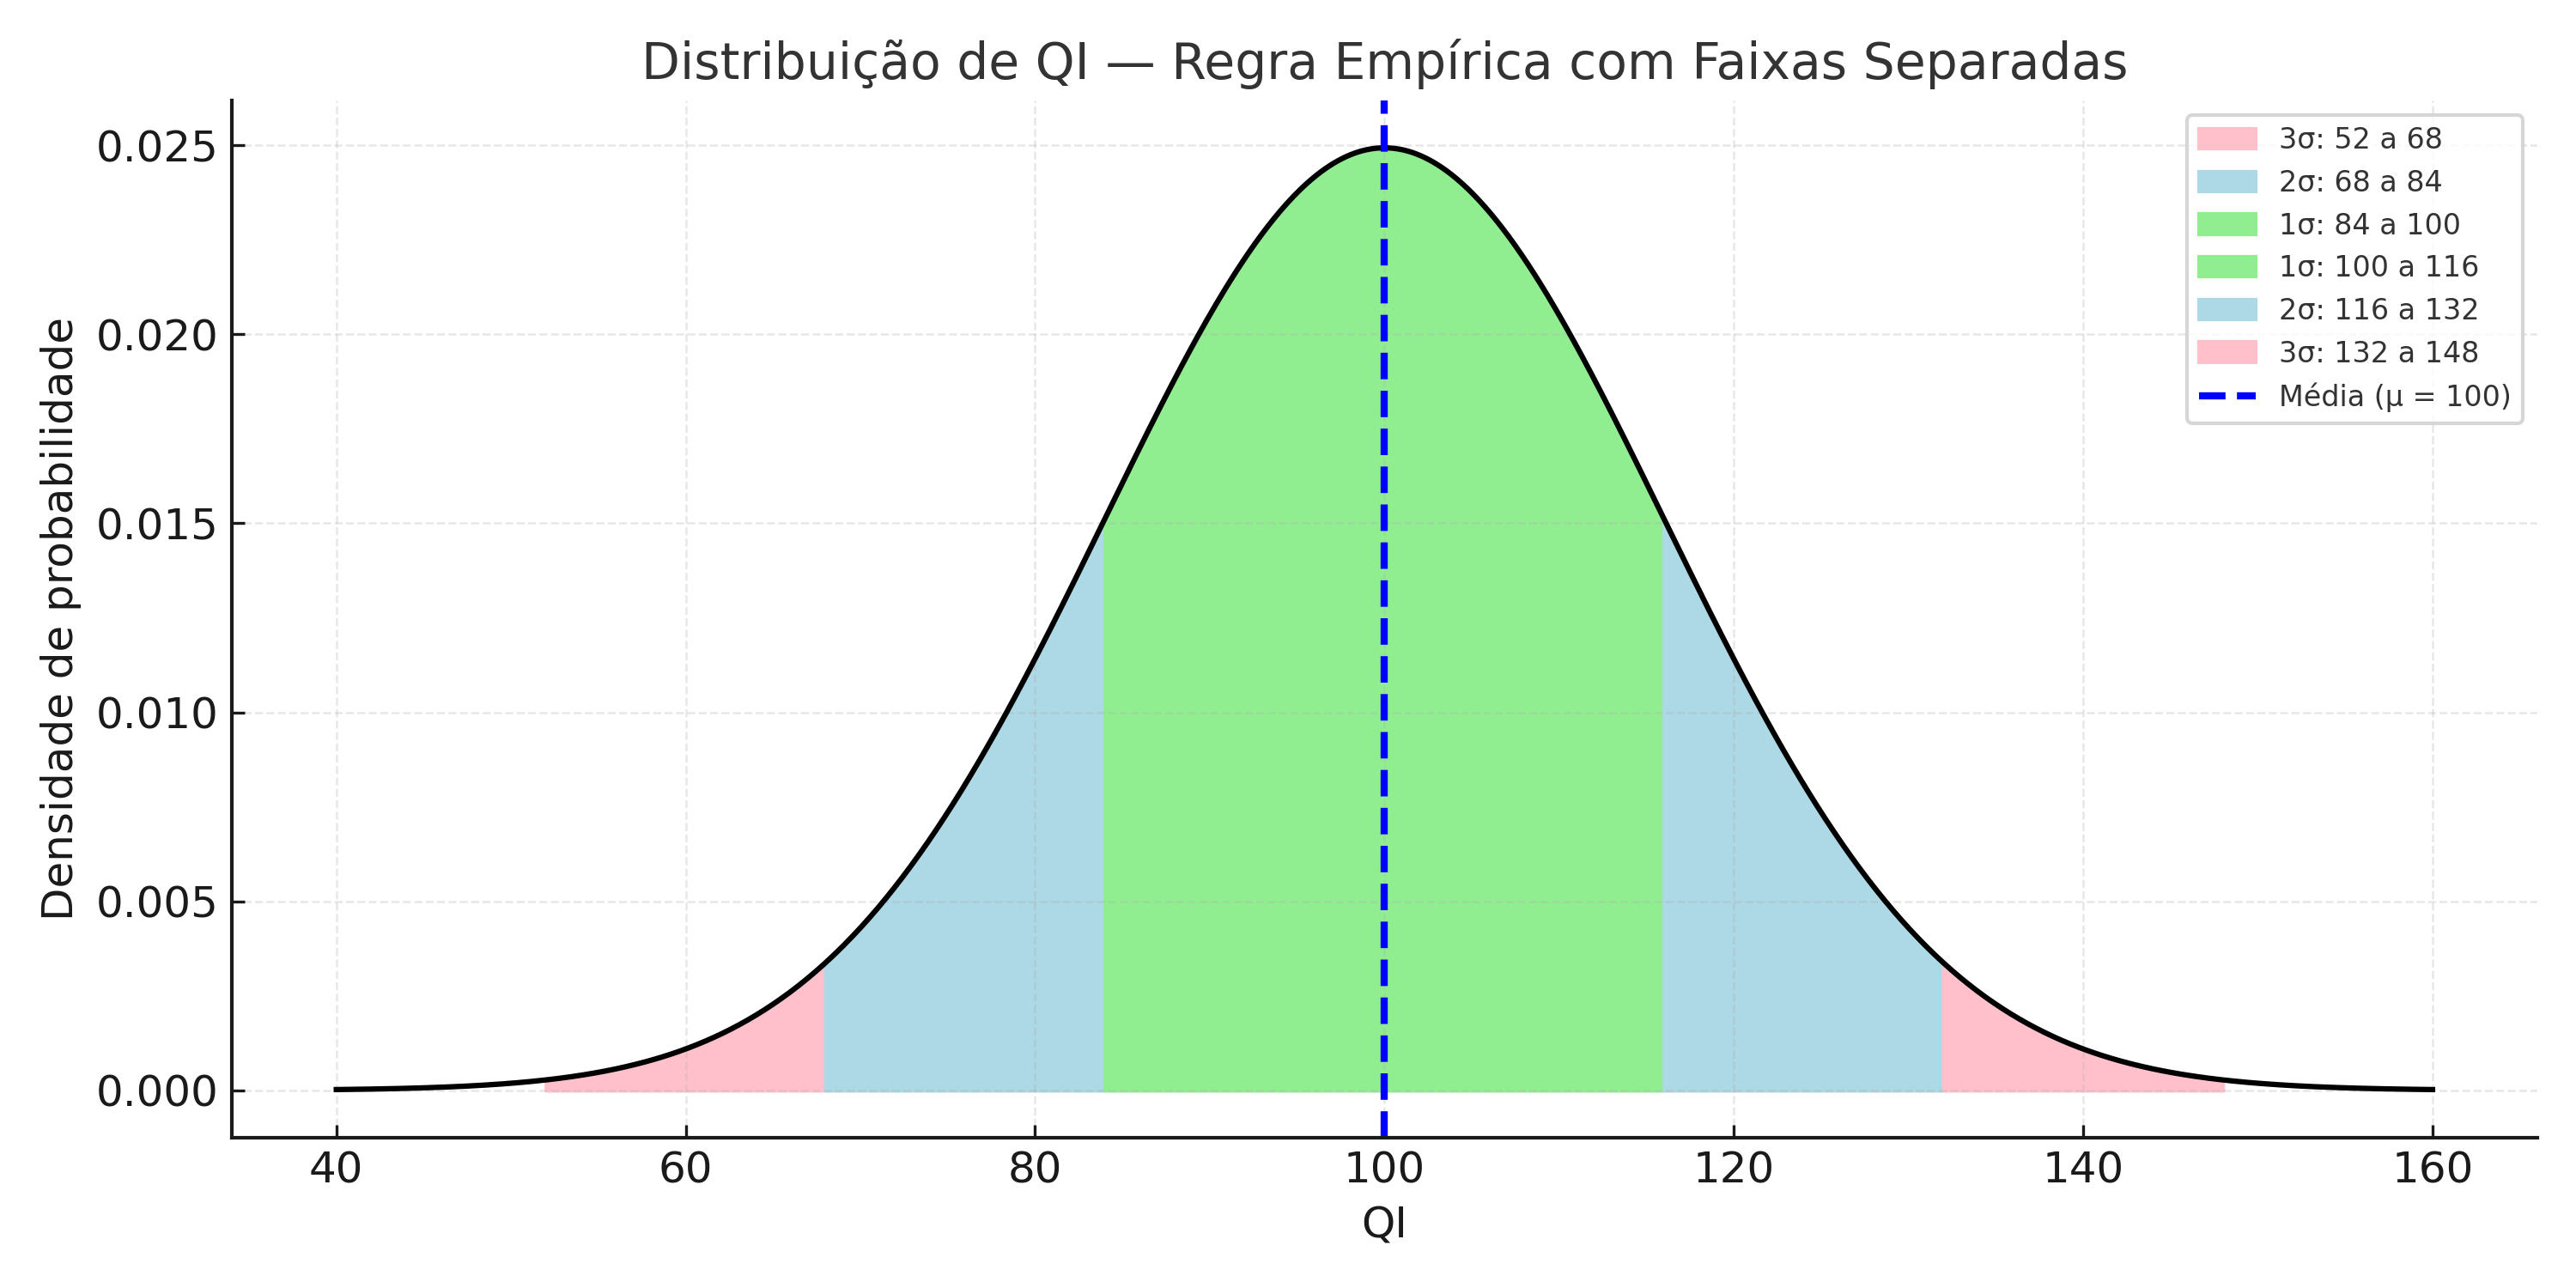 Distribuição de QI — Regra Empírica com Faixas Separadas
Densidade de probabilidade
0.025
0.020
0.015
0.010
0.005
0.000
3σ: 52 a 68
2σ: 68 a 84
1σ: 84 a 100
1σ: 100 a 116
2σ: 116 a 132
3σ: 132 a 148
Média (μ = 100)
40 60 80 100 120 140 160
QI